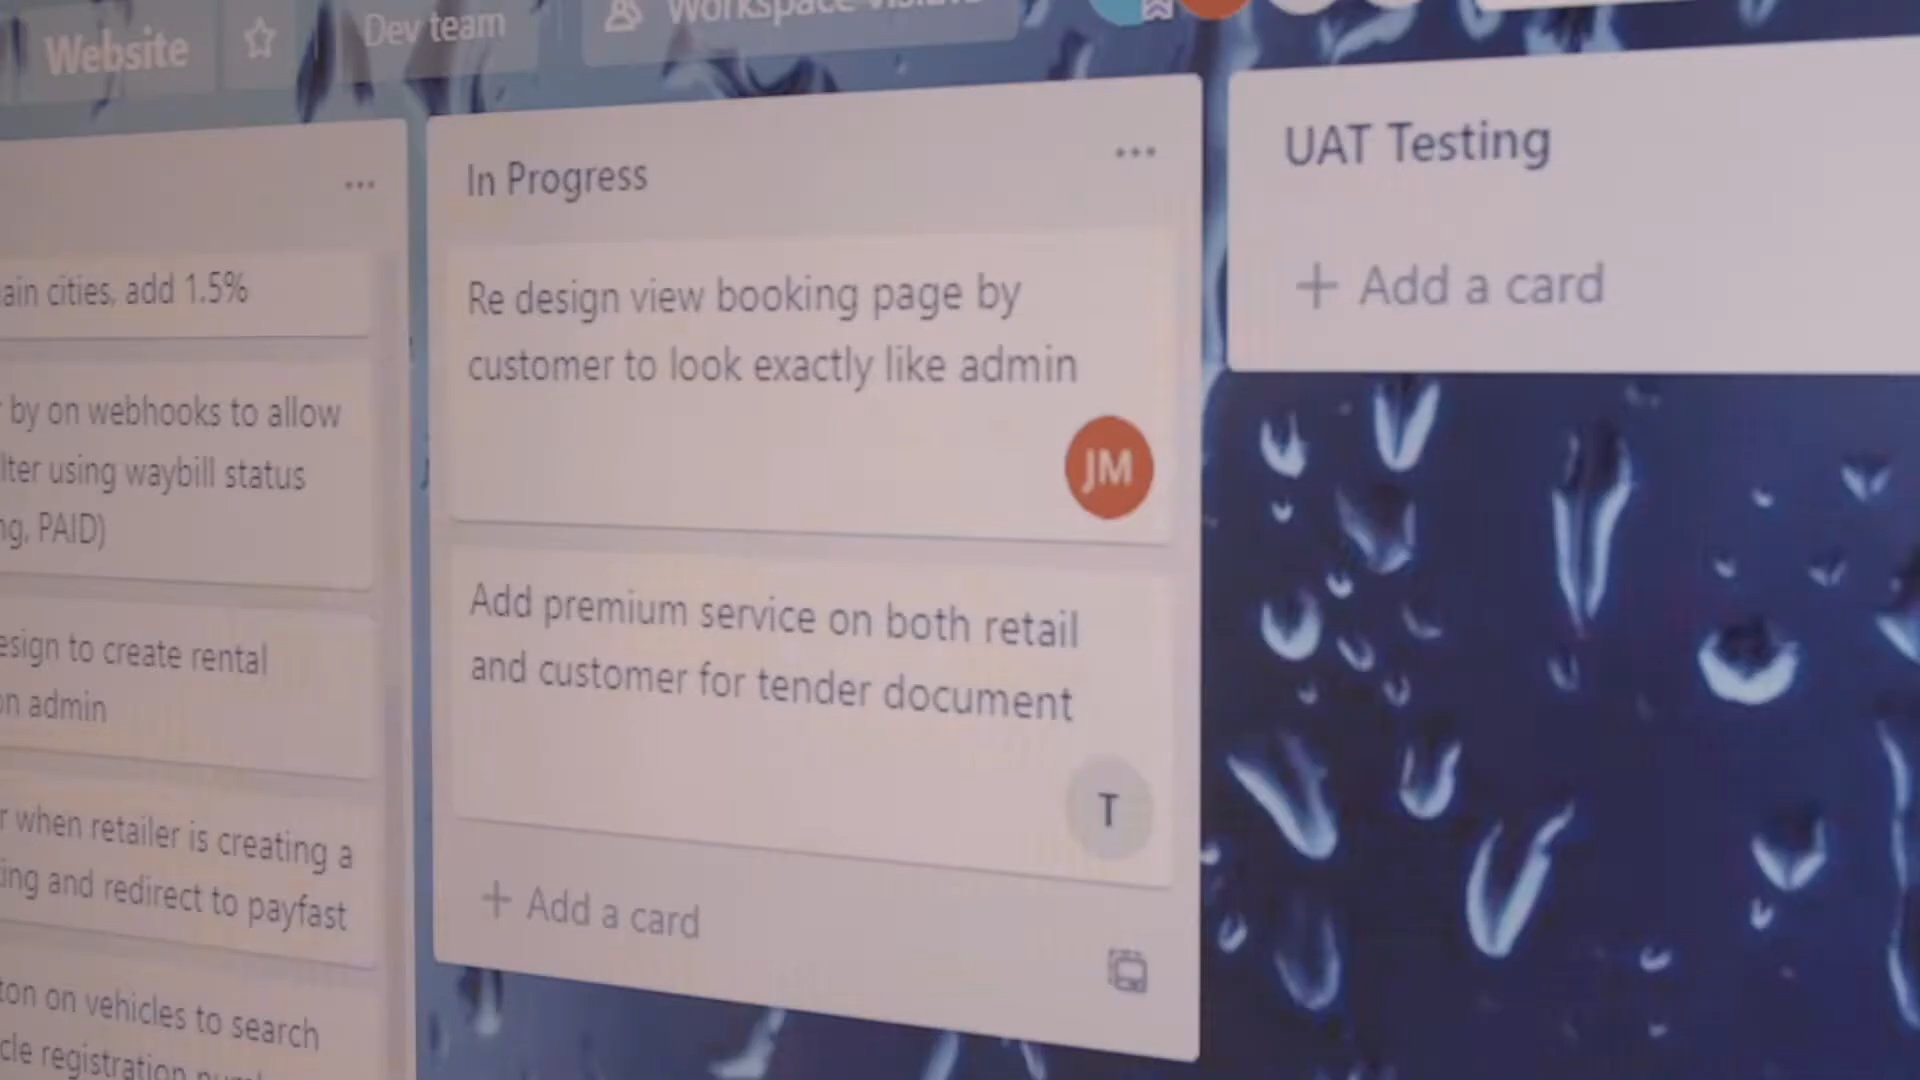 Website
Dev team
Workspace
ain cities, add 1.5%
by on webhooks to allow
lter using waybill status
ng, PAID)
esign to create rental
on admin
r when retailer is creating a
ing and redirect to payfast
ton on vehicles to search
cle registration
In Progress
Re design view booking page by
customer to look exactly like admin
JM
Add premium service on both retail
and customer for tender document
T
+ Add a card
UAT Testing
+ Add a card